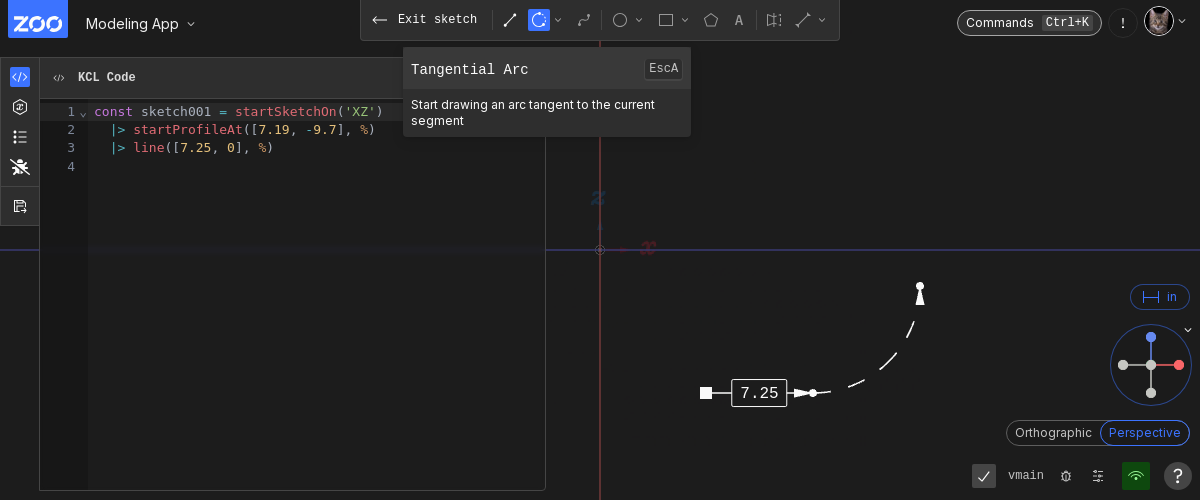 ZOO
Modeling App
Exit sketch
A
Commands Ctrl+K
!
Tangential Arc EscA
Start drawing an arc tangent to the current
segment
KCL Code
1 const sketch001 = startSketchOn('XZ')
2 |> startProfileAt([7.19, -9.7], %)
3 |> line([7.25, 0], %)
4
z
x
in
7.25
Orthographic Perspective
vmain
?